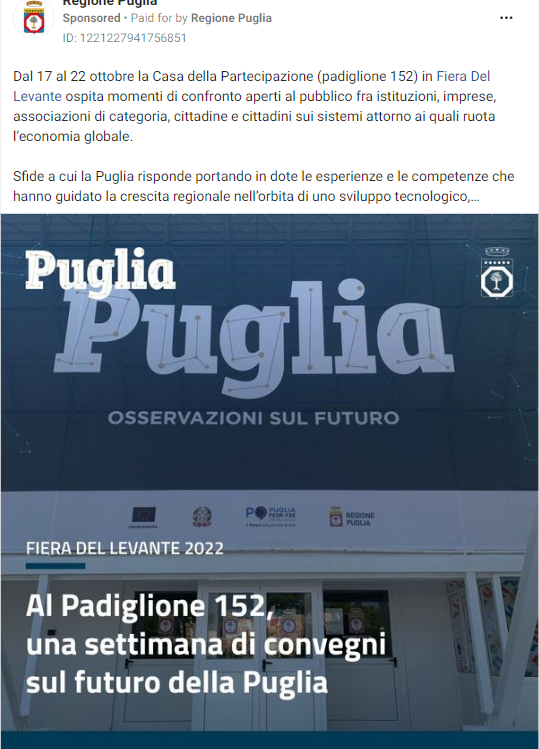 Regione Puglia
Sponsored • Paid for by Regione Puglia
ID: 1221227941756851
Dal 17 al 22 ottobre la Casa della Partecipazione (padiglione 152) in Fiera Del
Levante ospita momenti di confronto aperti al pubblico fra istituzioni, imprese,
associazioni di categoria, cittadine e cittadini sui sistemi attorno ai quali ruota
l'economia globale.
Sfide a cui la Puglia risponde portando in dote le esperienze e le competenze che
hanno guidato la crescita regionale nell'orbita di uno sviluppo tecnologico,...
Puglia
Puglia
OSSERVAZIONI SUL FUTURO
PUGLIA
FESR-FSE
REGIONE
PUGLIA
FIERA DEL LEVANTE 2022
Al Padiglione 152,
una settimana di convegni
sul futuro della Puglia